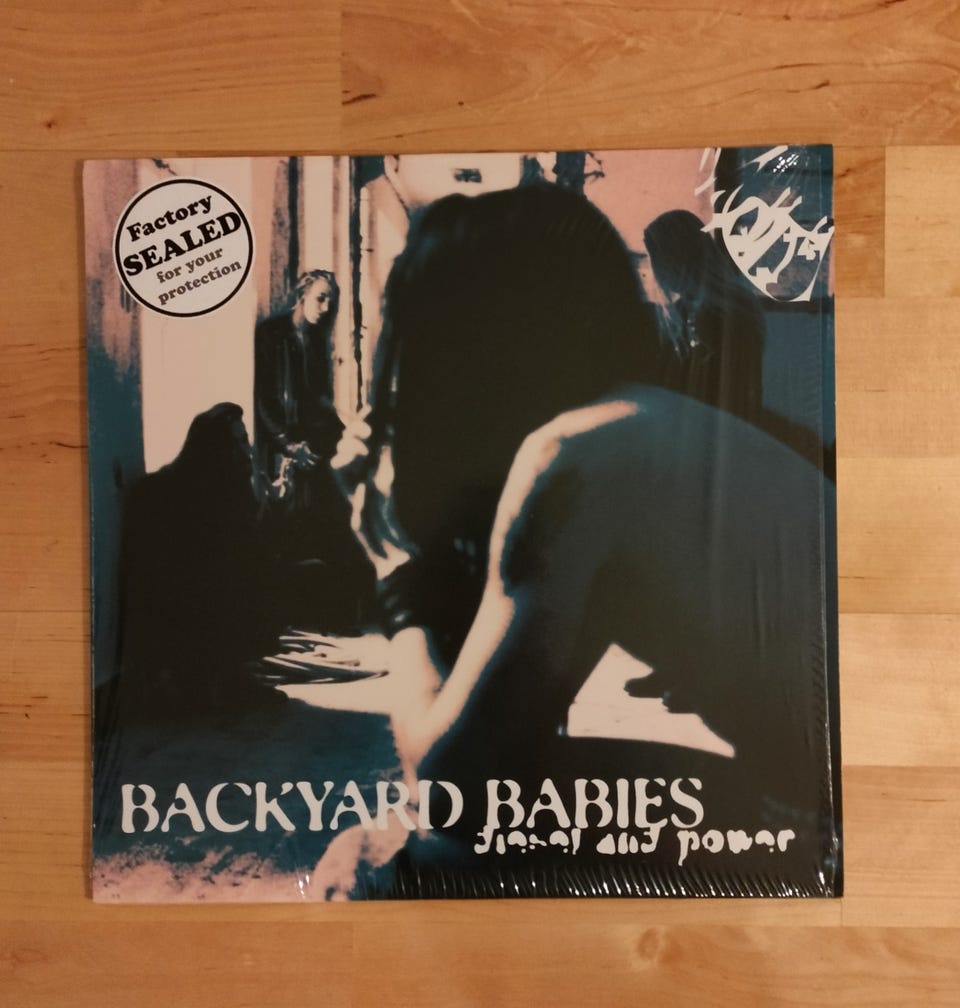 Factory
SEALED
for your
protection
BACKYARD BABIES
diesel and power